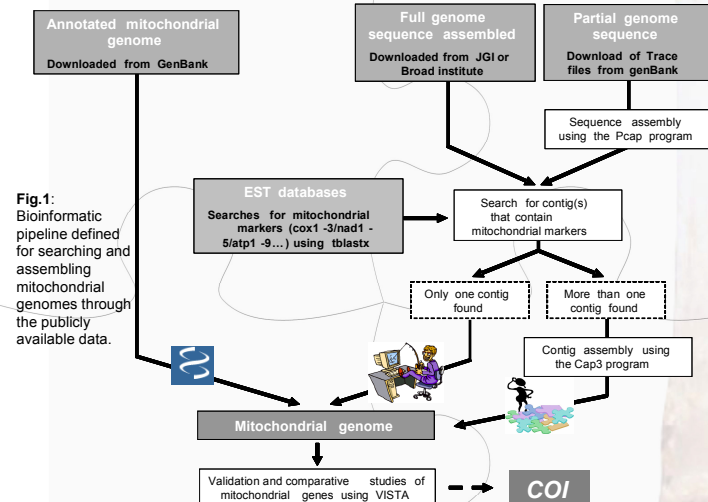 Annotated mitochondrial
genome
Downloaded from GenBank
Full genome
sequence assembled
Downloaded from JGI or
Broad institute
Partial genome
sequence
Download of Trace
files from genBank
Sequence assembly
using the Pcap program
EST databases
Searches for mitochondrial
markers (cox1 -3/nad1 -
5/atp1 -9...) using tblastx
Search for contig(s)
that contain
mitochondrial markers
Fig.1:
Bioinformatic
pipeline defined
for searching and
assembling
mitochondrial
genomes through
the publicly
available data.
Only one contig
found
More than one
contig found
Contig assembly using
the Cap3 program
Mitochondrial genome
Validation and comparative studies of
mitochondrial genes using VISTA
COI